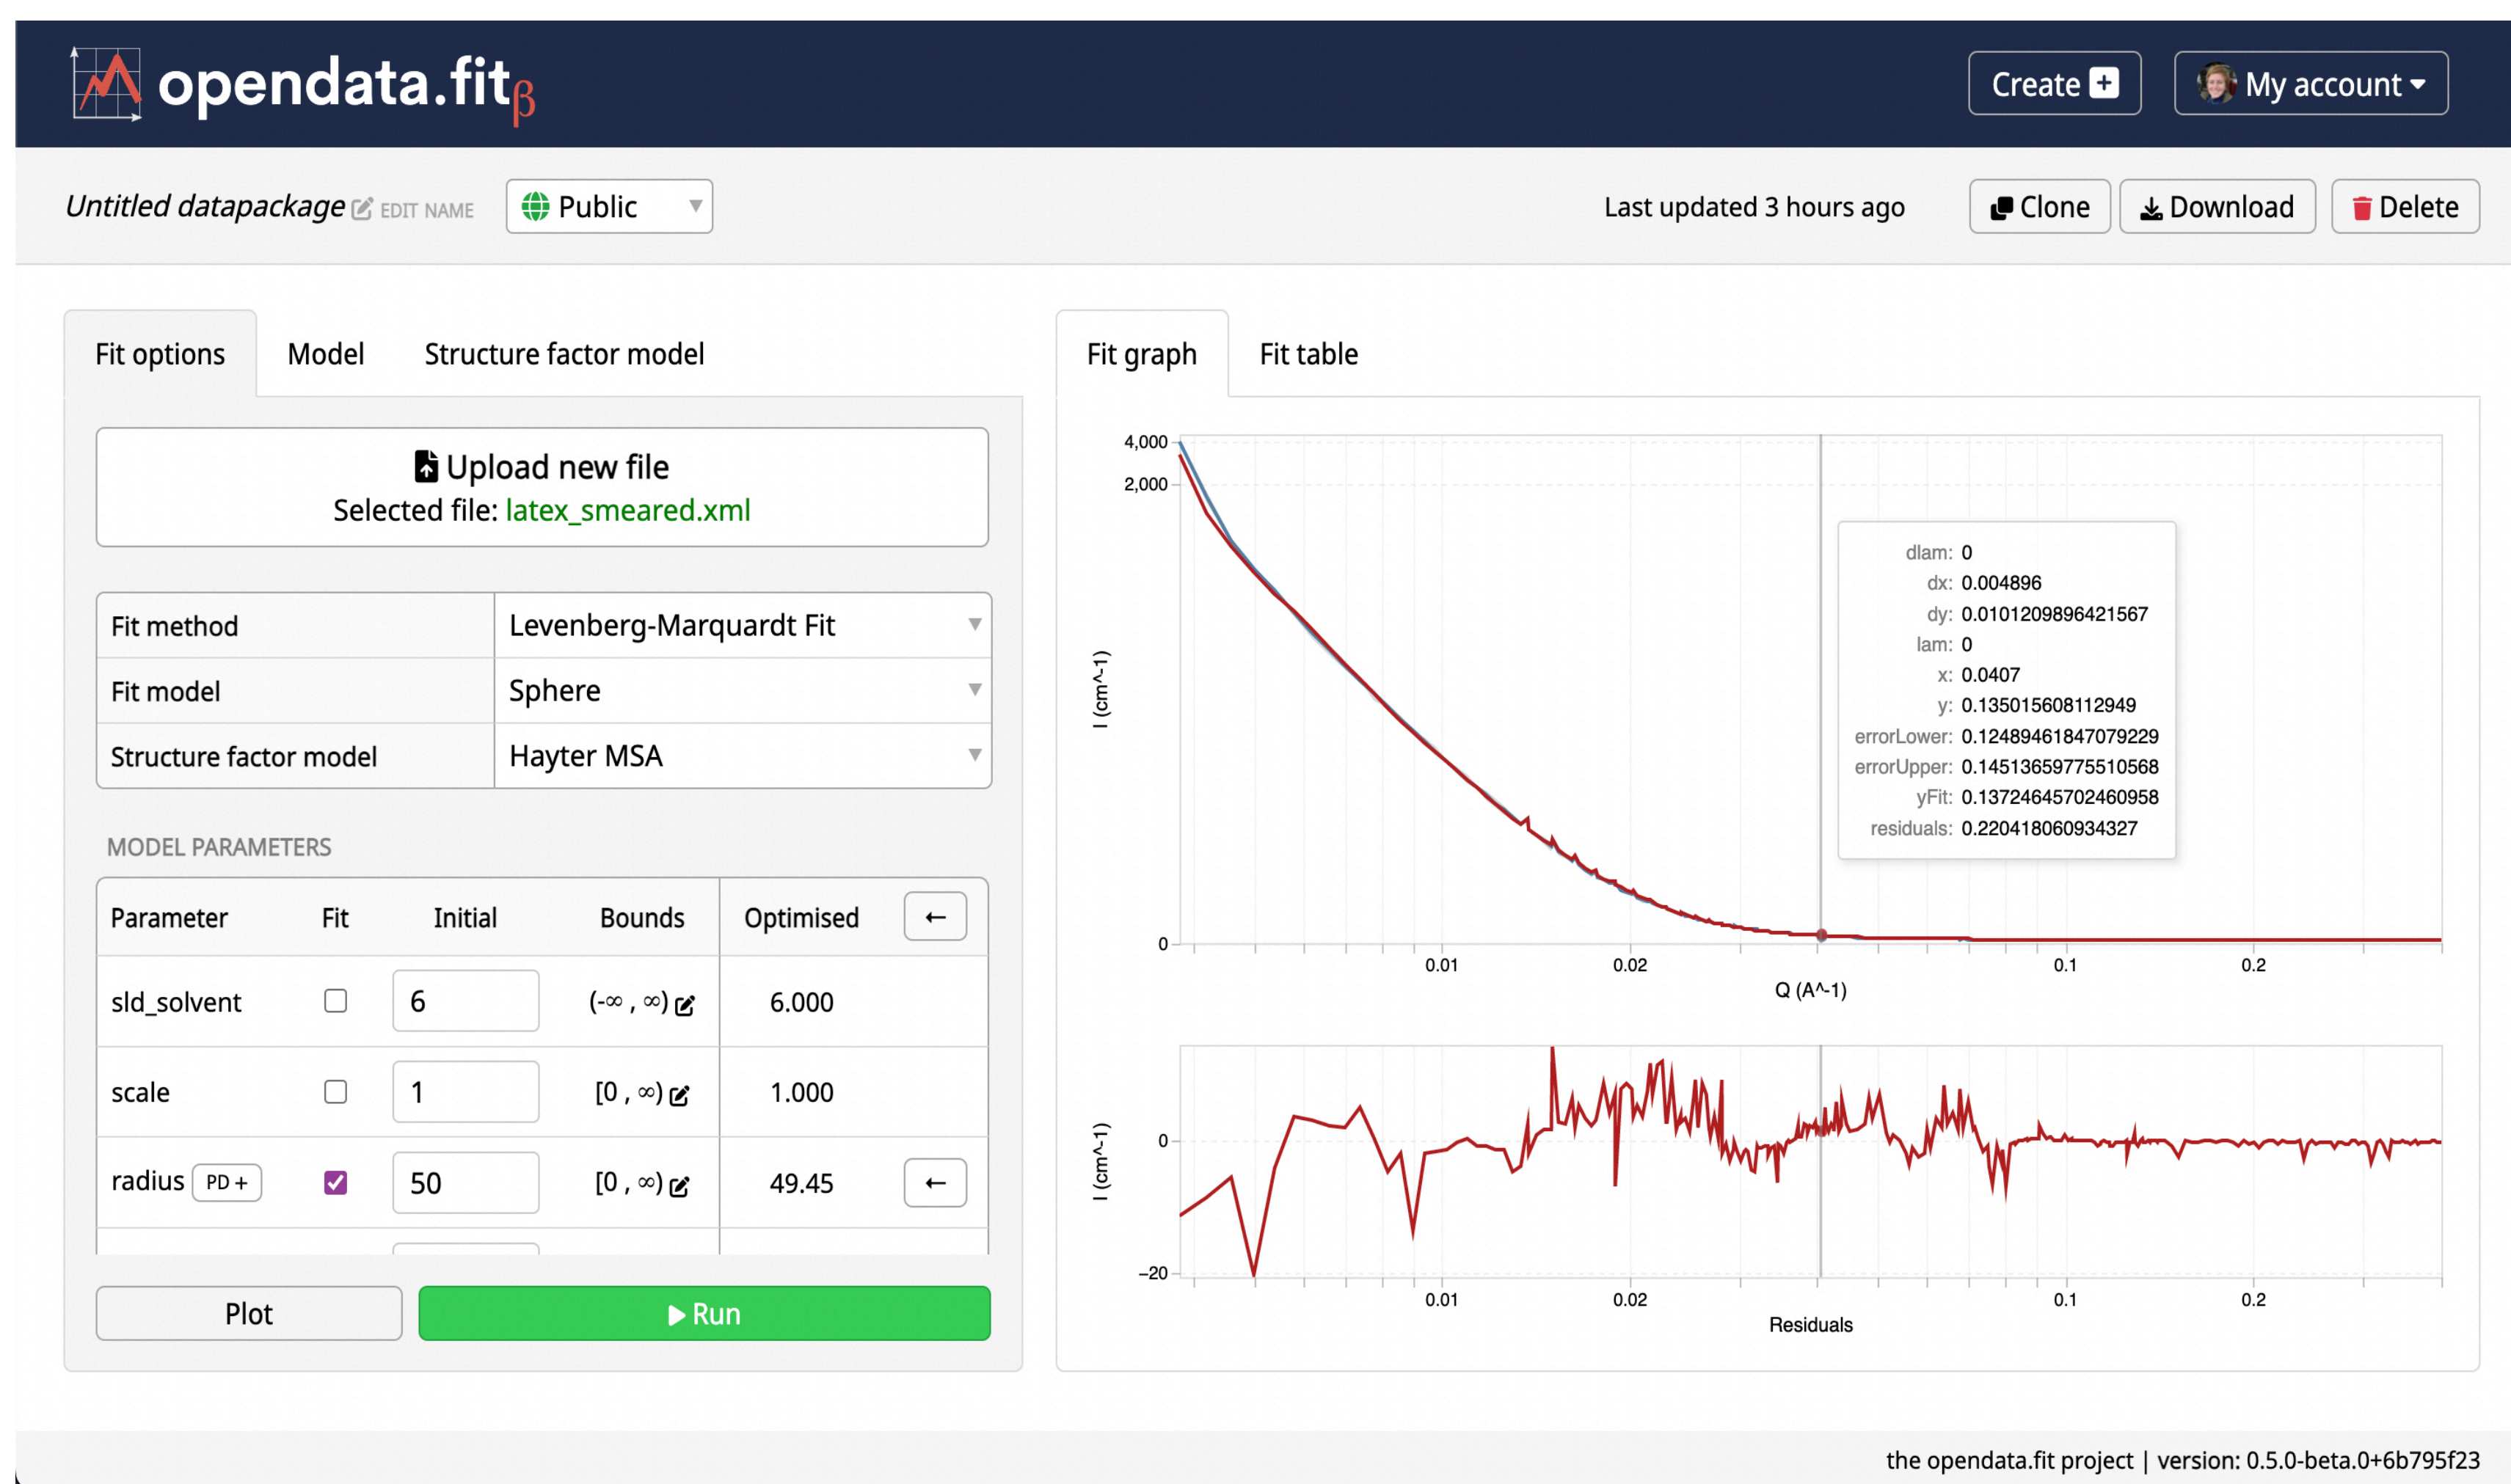 opendata.fitβ
Create
My account
Untitled datapackage EDIT NAME
Public
Last updated 3 hours ago
Clone
Download
Delete
Fit options
Model
Structure factor model
Upload new file
Selected file: latex_smeared.xml
Fit method Levenberg-Marquardt Fit
Fit model Sphere
Structure factor model Hayter MSA
MODEL PARAMETERS
Parameter Fit Initial Bounds Optimised ←
sld_solvent 6 (-∞ , ∞) 6.000
scale 1 [0 , ∞) 1.000
radius PD + 50 [0 , ∞) 49.45 ←
Plot
Run
Fit graph
Fit table
4,000
2,000
0
I (cm^-1)
0.01 0.02 0.1 0.2
Q (A^-1)
dlam: 0
dx: 0.004896
dy: 0.0101209896421567
lam: 0
x: 0.0407
y: 0.135015608112949
errorLower: 0.12489461847079229
errorUpper: 0.14513659775510568
yFit: 0.13724645702460958
residuals: 0.220418060934327
0
−20
I (cm^-1)
0.01 0.02 0.1 0.2
Residuals
the opendata.fit project | version: 0.5.0-beta.0+6b795f23